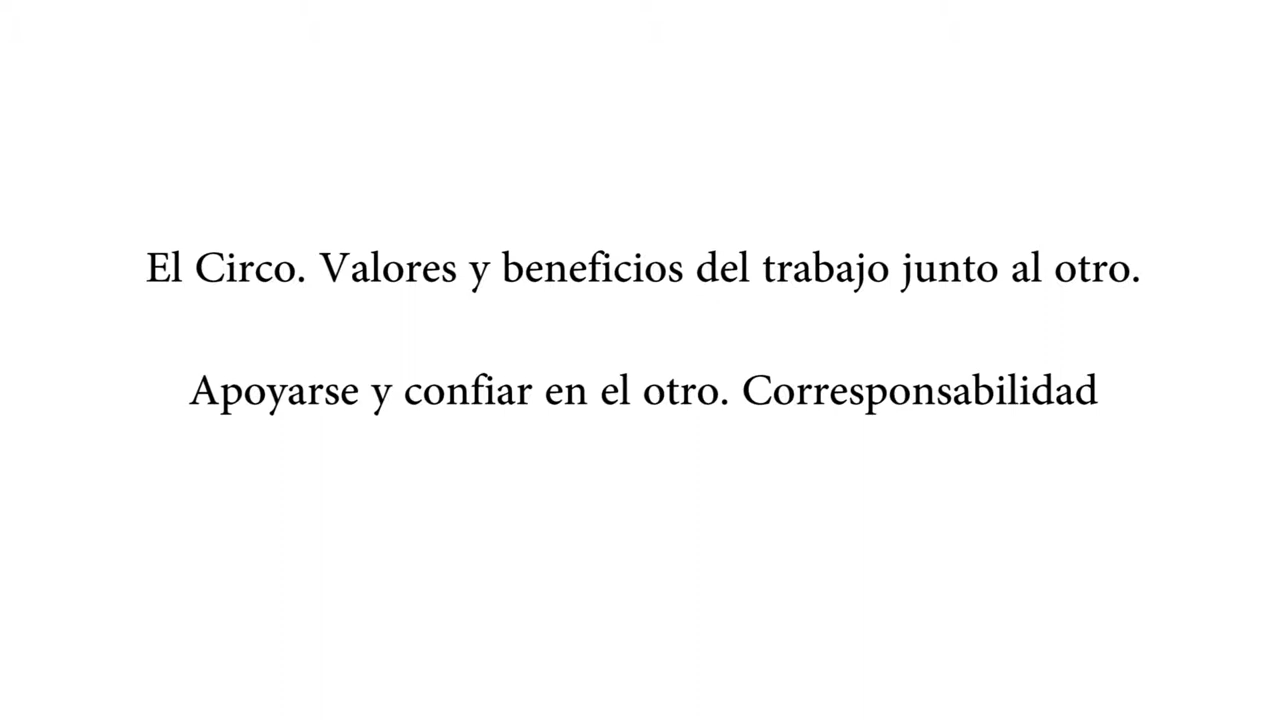 El Circo. Valores y beneficios del trabajo junto al otro.
Apoyarse y confiar en el otro. Corresponsabilidad